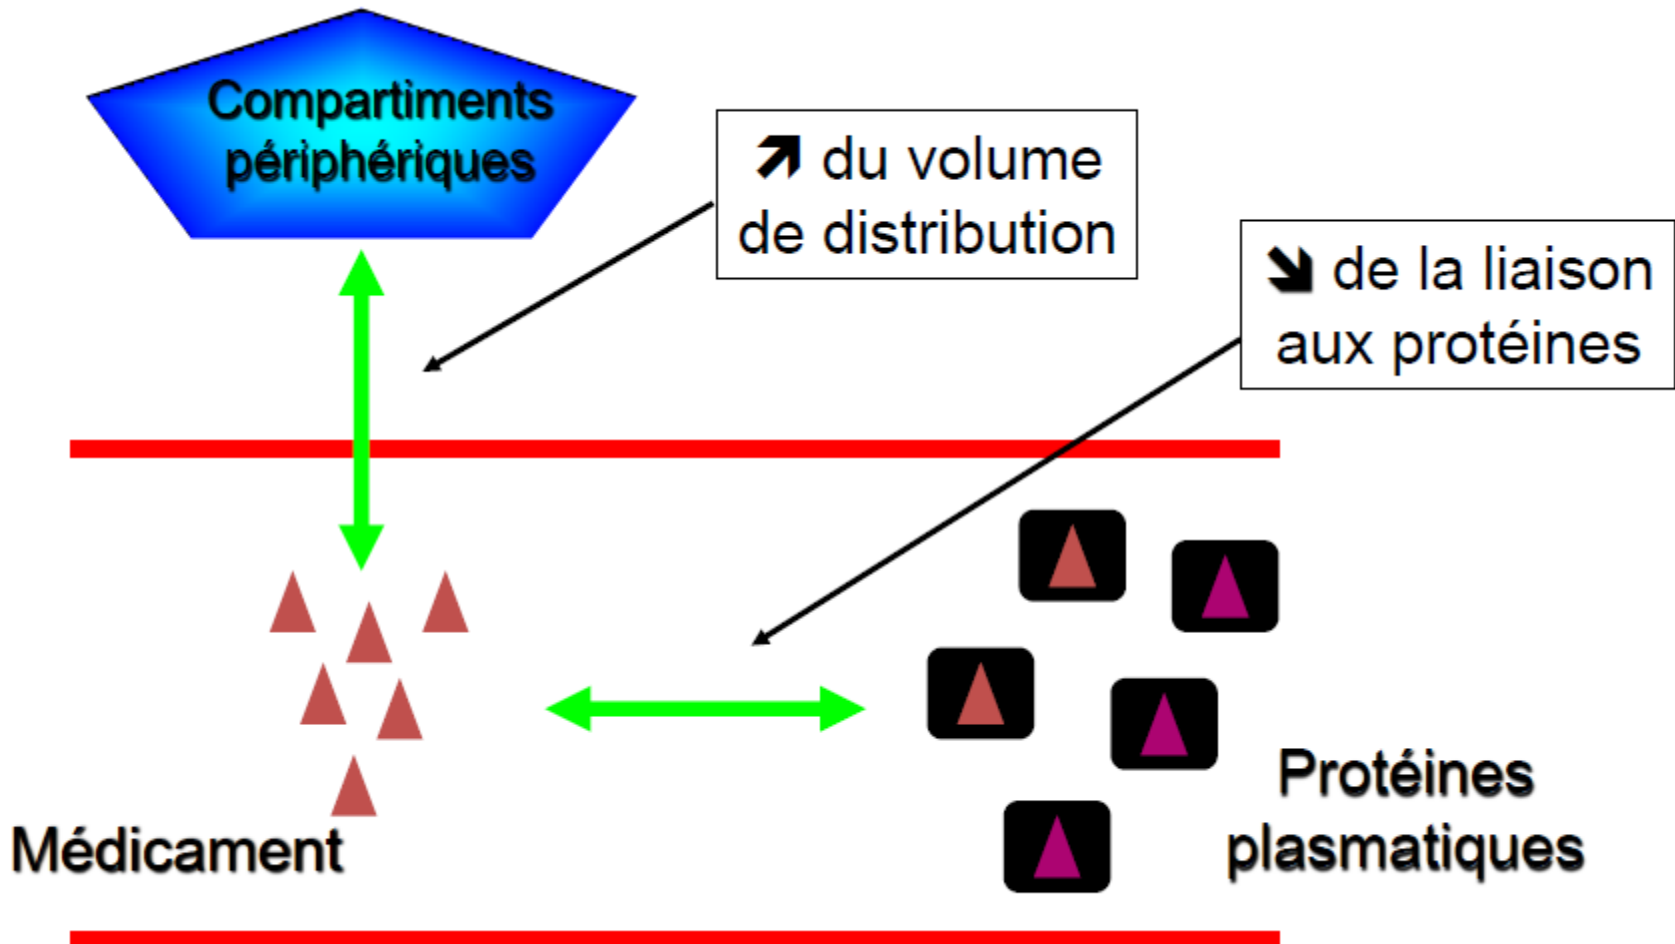 Compartiments
périphériques
↗ du volume
de distribution
↘ de la liaison
aux protéines
Médicament
Protéines
plasmatiques